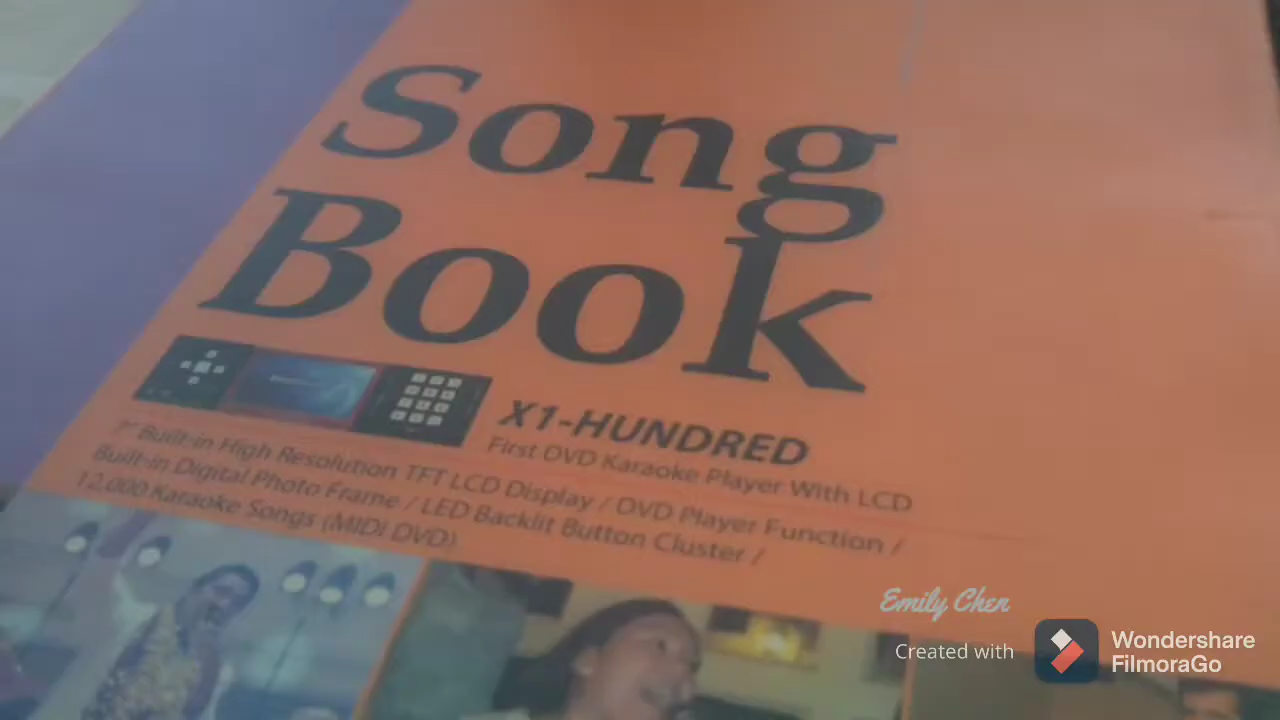 Song
Book
X1-HUNDRED
First DVD Karaoke Player With LCD
7" Built-in High Resolution TFT LCD Display / DVD Player Function /
Built-in Digital Photo Frame / LED Backlit Button Cluster /
12,000 Karaoke Songs (MIDI DVD)
Emily Chen
Created with
Wondershare
FilmoraGo